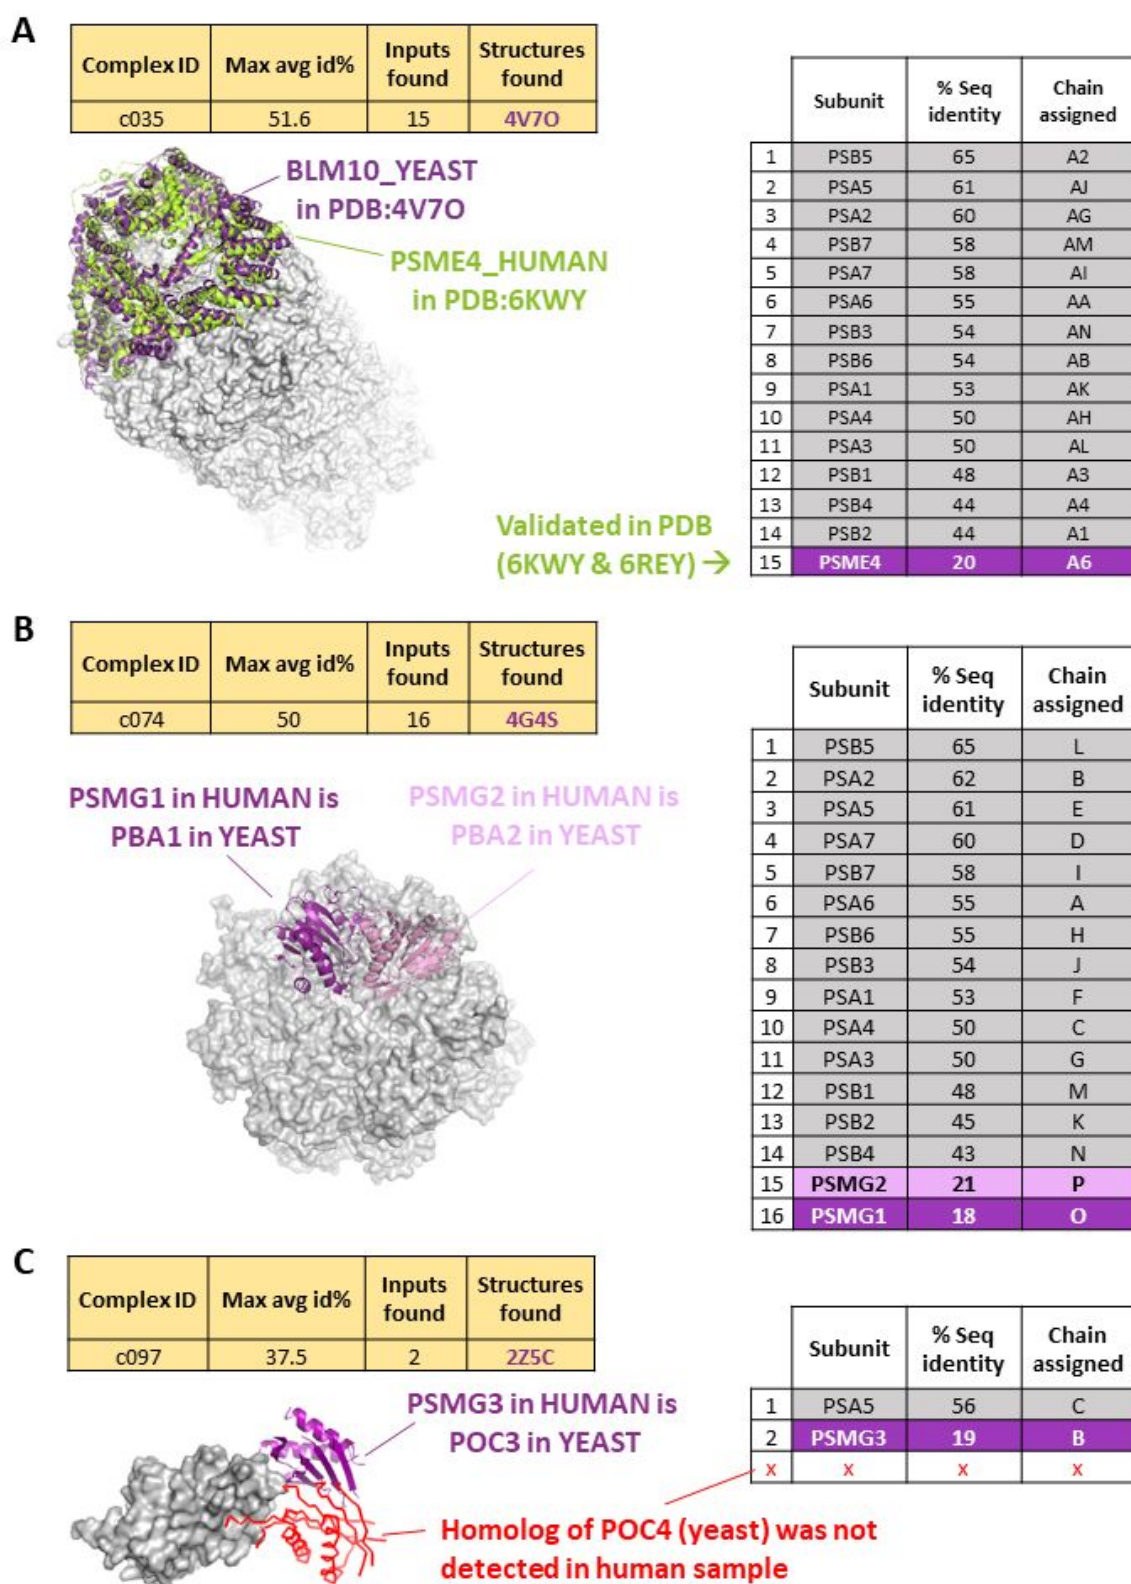 A
Complex ID Max avg id% Inputs found Structures found
c035 51.6 15 4V7O
BLM10_YEAST
in PDB:4V7O
PSME4_HUMAN
in PDB:6KWY
Validated in PDB
(6KWY & 6REY) →
Subunit % Seq identity Chain assigned
1 PSB5 65 A2
2 PSA5 61 AJ
3 PSA2 60 AG
4 PSB7 58 AM
5 PSA7 58 AI
6 PSA6 55 AA
7 PSB3 54 AN
8 PSB6 54 AB
9 PSA1 53 AK
10 PSA4 50 AH
11 PSA3 50 AL
12 PSB1 48 A3
13 PSB4 44 A4
14 PSB2 44 A1
15 PSME4 20 A6
B
Complex ID Max avg id% Inputs found Structures found
c074 50 16 4G4S
PSMG1 in HUMAN is
PBA1 in YEAST
PSMG2 in HUMAN is
PBA2 in YEAST
Subunit % Seq identity Chain assigned
1 PSB5 65 L
2 PSA2 62 B
3 PSA5 61 E
4 PSA7 60 D
5 PSB7 58 I
6 PSA6 55 A
7 PSB6 55 H
8 PSB3 54 J
9 PSA1 53 F
10 PSA4 50 C
11 PSA3 50 G
12 PSB1 48 M
13 PSB2 45 K
14 PSB4 43 N
15 PSMG2 21 P
16 PSMG1 18 O
C
Complex ID Max avg id% Inputs found Structures found
c097 37.5 2 2Z5C
PSMG3 in HUMAN is
POC3 in YEAST
Subunit % Seq identity Chain assigned
1 PSA5 56 C
2 PSMG3 19 B
x x x x
Homolog of POC4 (yeast) was not
detected in human sample